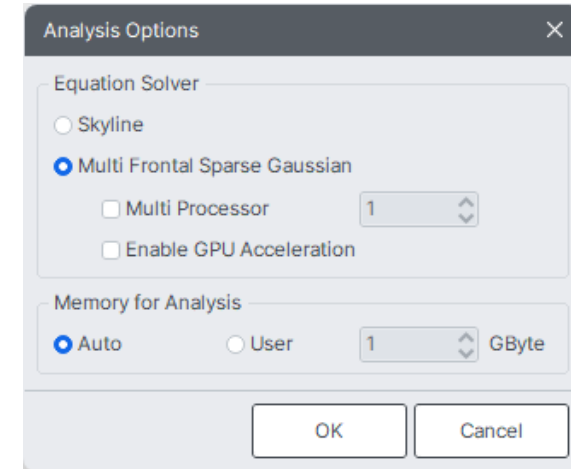 Analysis Options
Equation Solver
Skyline
Multi Frontal Sparse Gaussian
Multi Processor 1
Enable GPU Acceleration
Memory for Analysis
Auto User 1 GByte
OK Cancel